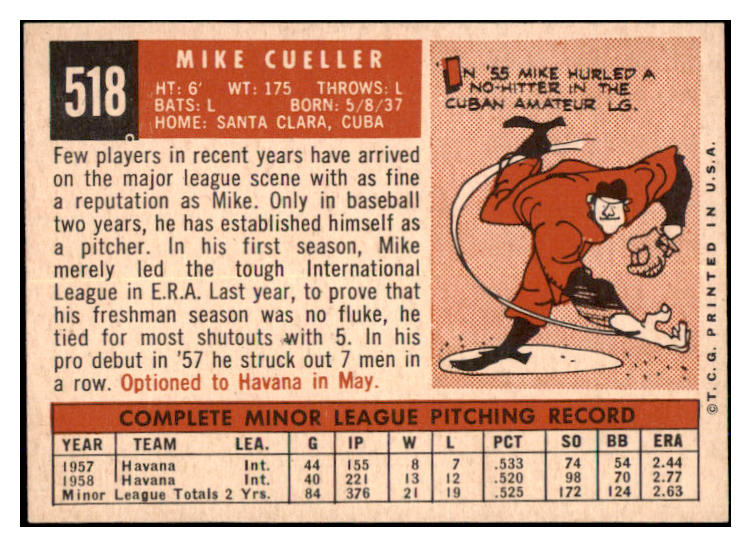 518
MIKE CUELLER
HT: 6' WT: 175 THROWS: L
BATS: L BORN: 5/8/37
HOME: SANTA CLARA, CUBA
Few players in recent years have arrived
on the major league scene with as fine
a reputation as Mike. Only in baseball
two years, he has established himself as
a pitcher. In his first season, Mike
merely led the tough International
League in E.R.A. Last year, to prove that
his freshman season was no fluke, he
tied for most shutouts with 5. In his
pro debut in '57 he struck out 7 men in
a row. Optioned to Havana in May.
IN '55 MIKE HURLED A
NO-HITTER IN THE
CUBAN AMATEUR LG.
©T.C.G. PRINTED IN U.S.A.
COMPLETE MINOR LEAGUE PITCHING RECORD
YEAR TEAM LEA. G IP W L PCT SO BB ERA
1957 Havana Int. 44 155 8 7 .533 74 54 2.44
1958 Havana Int. 40 221 13 12 .520 98 70 2.77
Minor League Totals 2 Yrs. 84 376 21 19 .525 172 124 2.63